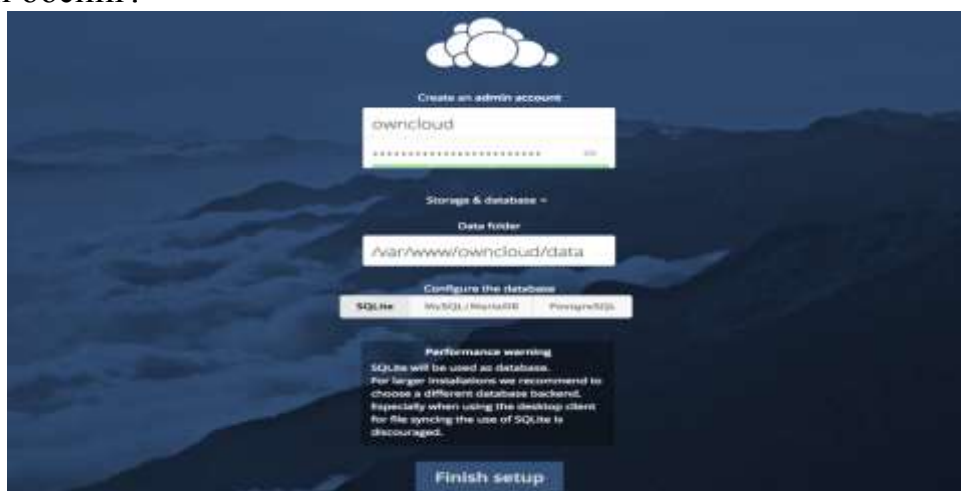 Create an admin account
owncloud
Storage & database
Data folder
/var/www/owncloud/data
Configure the database
SQLite MySQL/MariaDB PostgreSQL
Performance warning
SQLite will be used as database.
For larger installations we recommend to
choose a different database backend.
Especially when using the desktop client
for file syncing the use of SQLite is
discouraged.
Finish setup